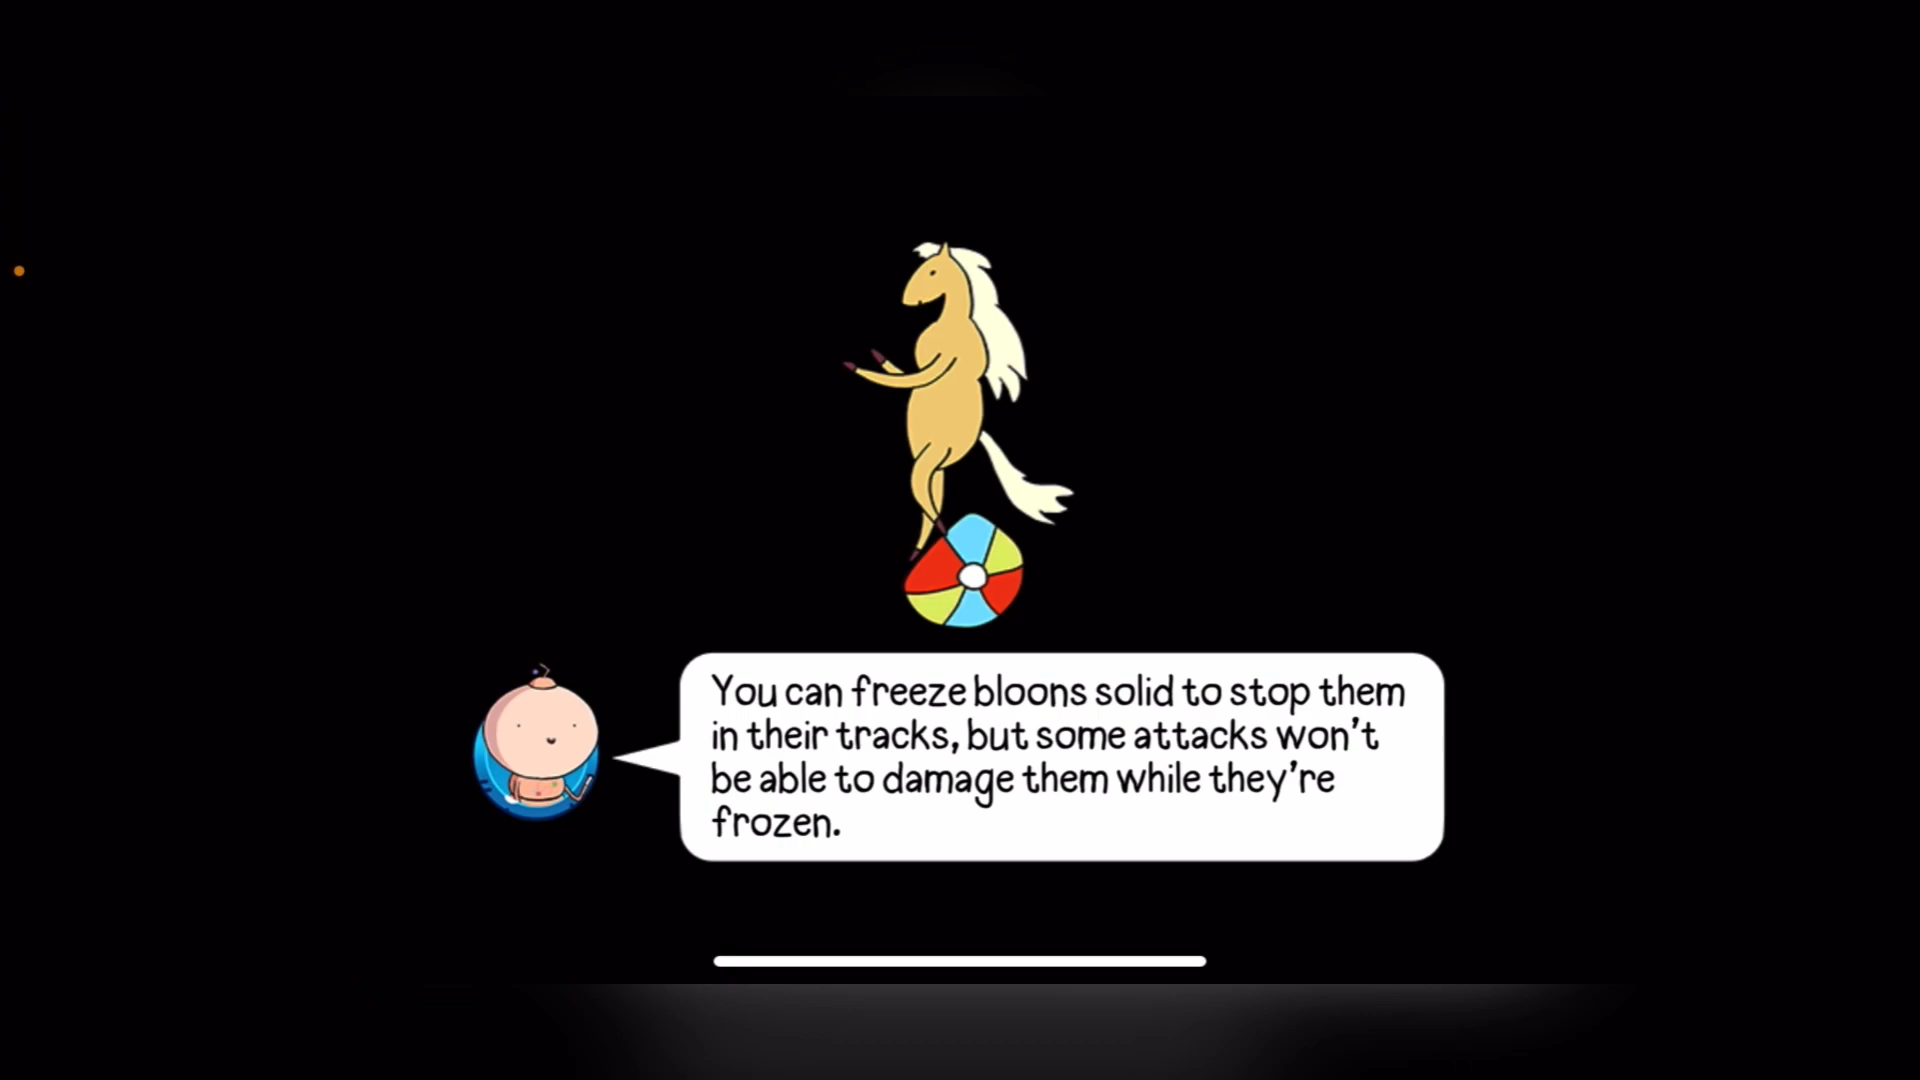 You can freeze bloons solid to stop them
in their tracks, but some attacks won't
be able to damage them while they're
frozen.